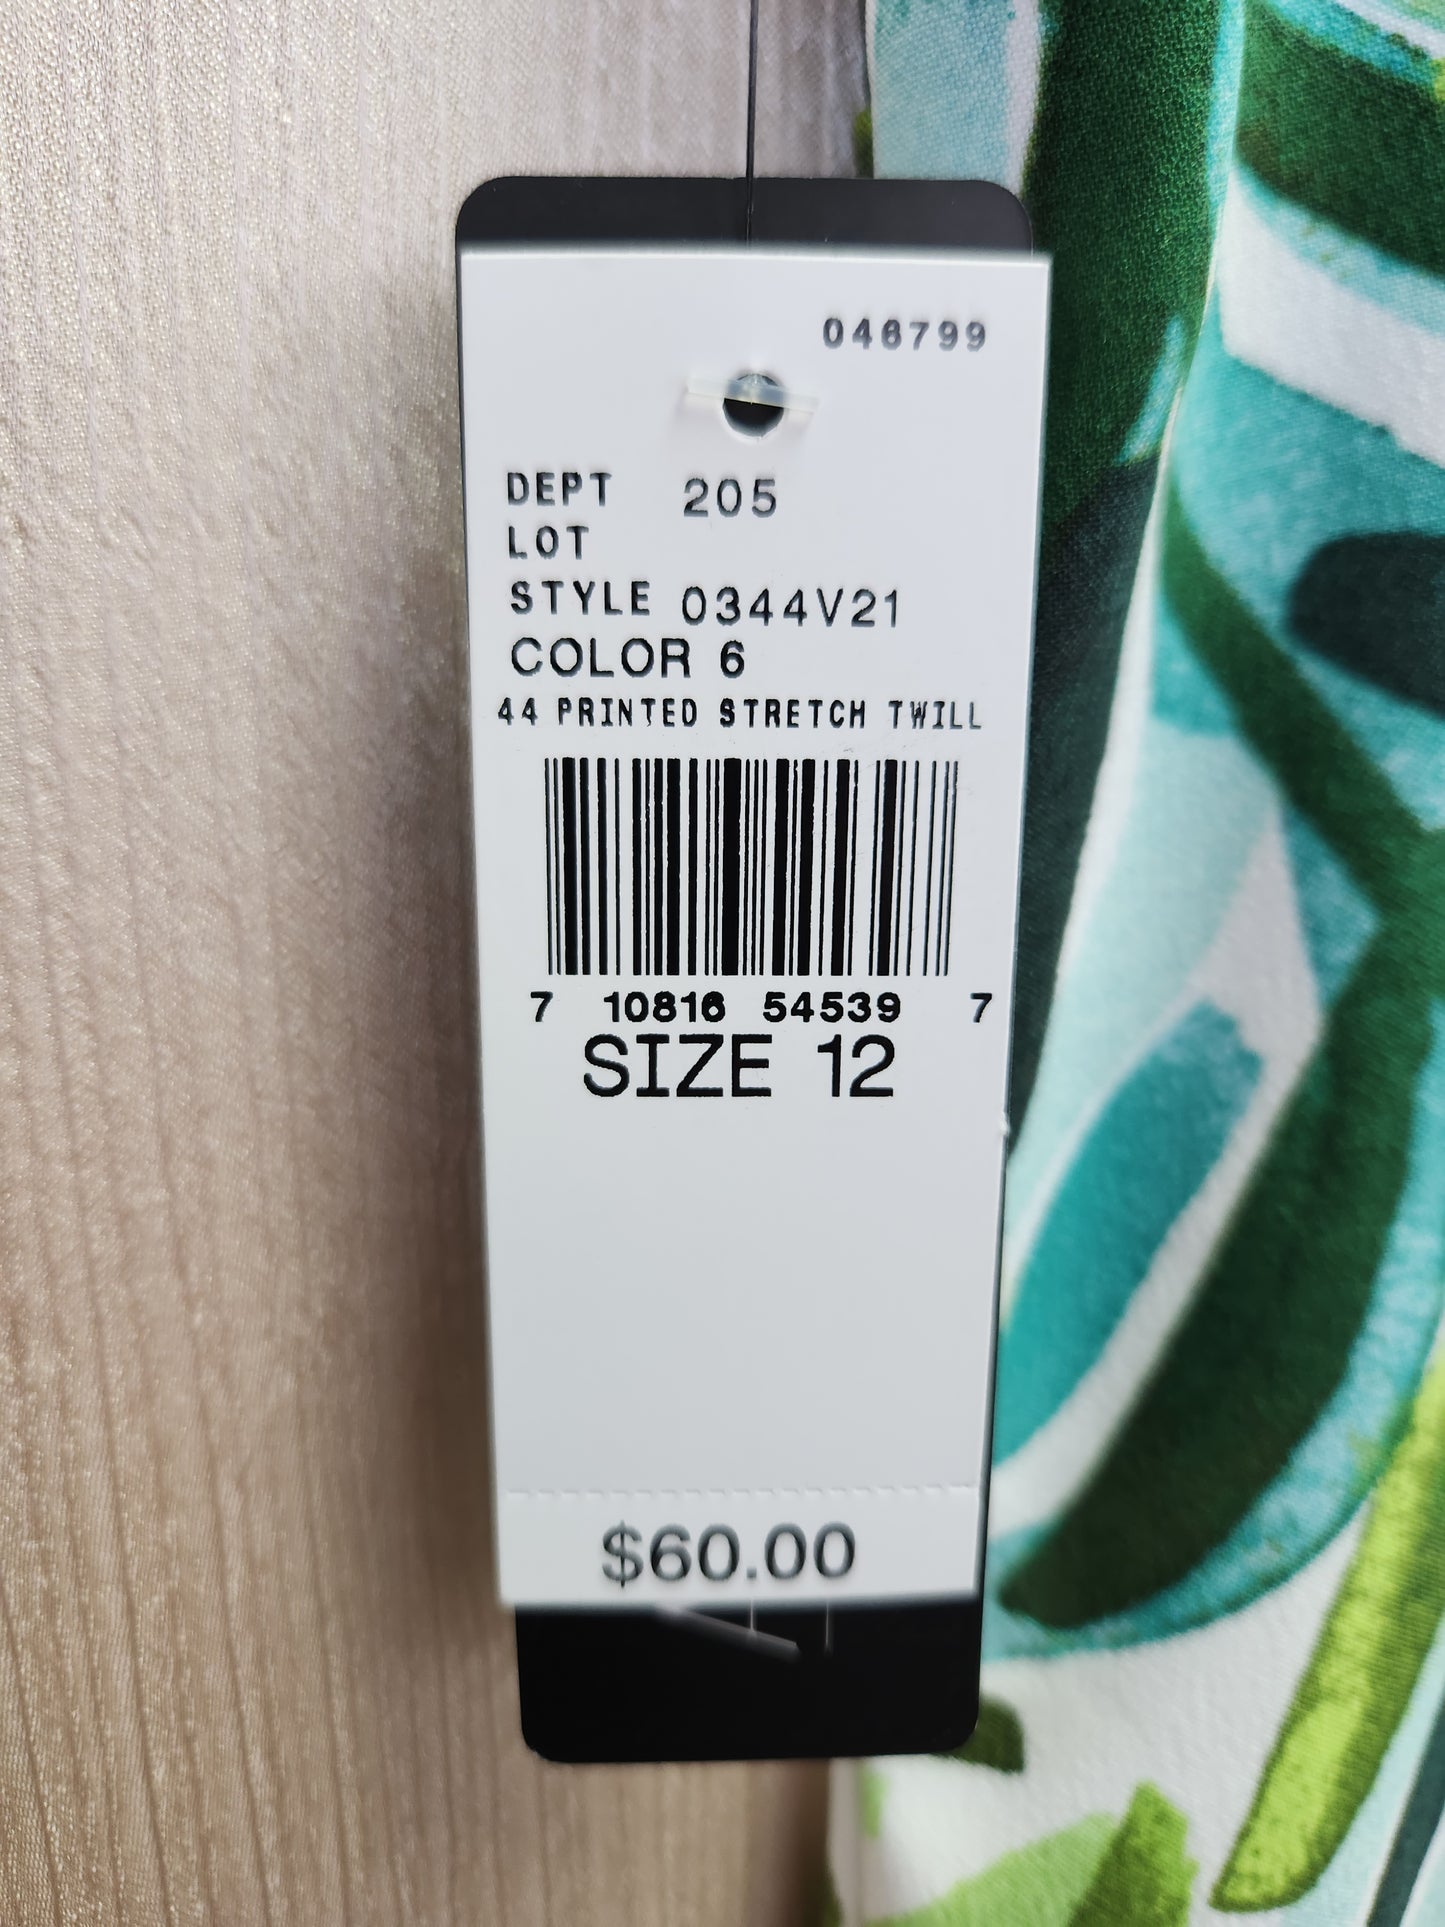 046799
DEPT 205
LOT
STYLE 0344V21
COLOR 6
44 PRINTED STRETCH TWILL
7 10816 54539 7
SIZE 12
$60.00